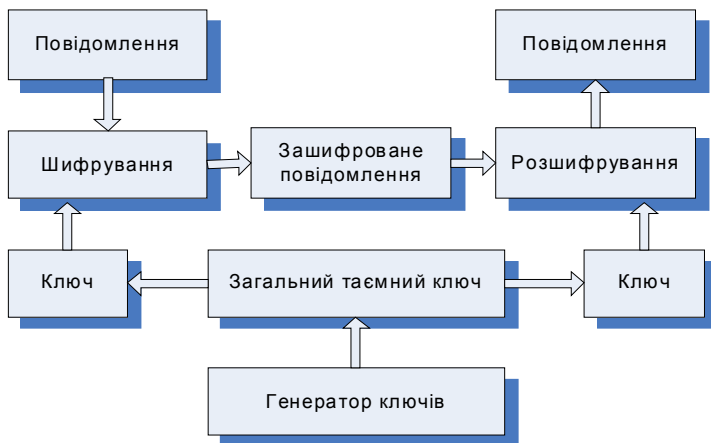 Повідомлення
Повідомлення
Шифрування
Зашифроване
повідомлення
Розшифрування
Ключ
Загальний таємний ключ
Ключ
Генератор ключів